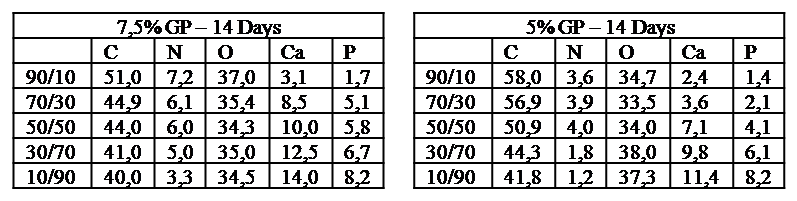 7,5% GP – 14 Days
C N O Ca P
90/10 51,0 7,2 37,0 3,1 1,7
70/30 44,9 6,1 35,4 8,5 5,1
50/50 44,0 6,0 34,3 10,0 5,8
30/70 41,0 5,0 35,0 12,5 6,7
10/90 40,0 3,3 34,5 14,0 8,2
5% GP – 14 Days
C N O Ca P
90/10 58,0 3,6 34,7 2,4 1,4
70/30 56,9 3,9 33,5 3,6 2,1
50/50 50,9 4,0 34,0 7,1 4,1
30/70 44,3 1,8 38,0 9,8 6,1
10/90 41,8 1,2 37,3 11,4 8,2